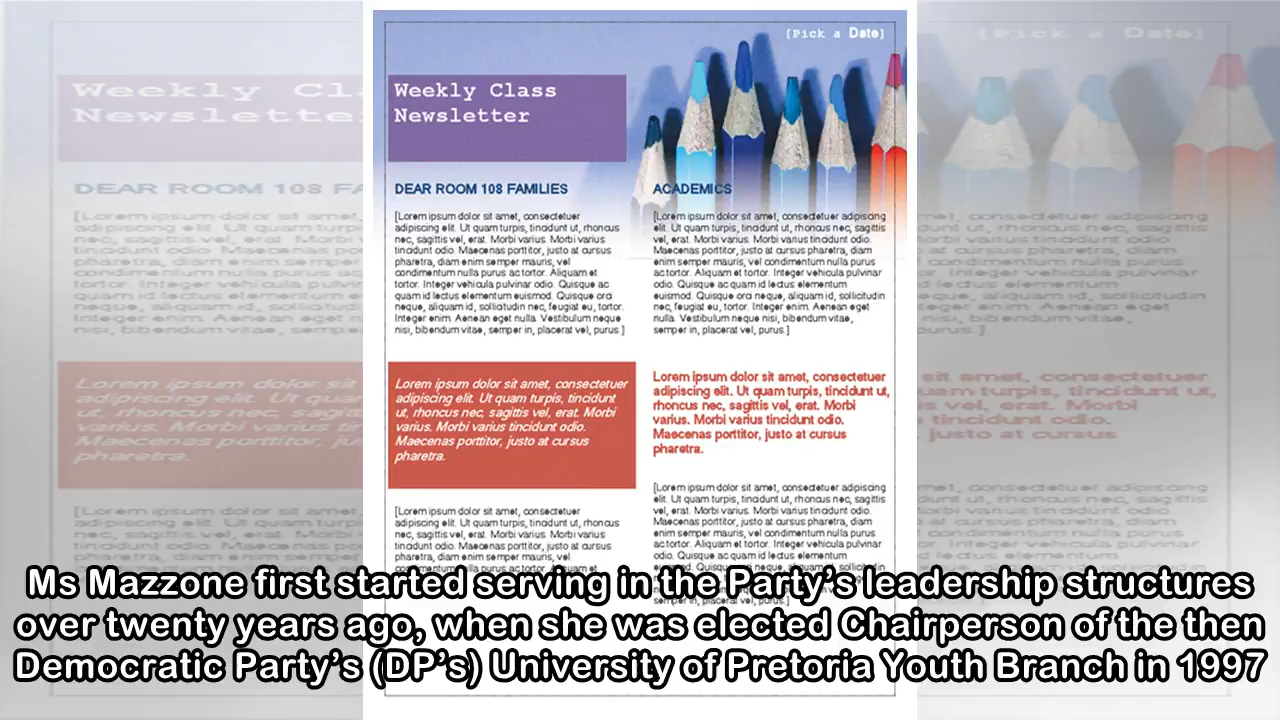 [Pick a Date]
Weekly Class
Newsletter
DEAR ROOM 108 FAMILIES
[Lorem ipsum dolor sit amet, consectetuer
adipiscing elit. Ut quam turpis, tincidunt ut, rhoncus
nec, sagittis vel, erat. Morbi varius. Morbi varius
tincidunt odio. Maecenas porttitor, justo at cursus
pharetra, diam enim semper mauris, vel
condimentum nulla purus ac tortor. Aliquam et
tortor. Integer vehicula pulvinar odio. Quisque ac
quam id lectus elementum euismod. Quisque orci
neque, aliquam id, sollicitudin nec, feugiat eu, tortor.
Integer enim. Aenean eget nulla. Vestibulum neque
nisi, bibendum vitae, semper in, placerat vel, purus.]
Lorem ipsum dolor sit amet, consectetuer
adipiscing elit. Ut quam turpis, tincidunt
ut, rhoncus nec, sagittis vel, erat. Morbi
varius. Morbi varius tincidunt odio.
Maecenas porttitor, justo at cursus
pharetra.
[Lorem ipsum dolor sit amet, consectetuer
adipiscing elit. Ut quam turpis, tincidunt ut, rhoncus
nec, sagittis vel, erat. Morbi varius. Morbi varius
tincidunt odio. Maecenas porttitor, justo at cursus
pharetra, diam enim semper mauris, vel
ACADEMICS
[Lorem ipsum dolor sit amet, consectetuer adipiscing
elit. Ut quam turpis, tincidunt ut, rhoncus nec, sagittis
vel, erat. Morbi varius. Morbi varius tincidunt odio.
Maecenas porttitor, justo at cursus pharetra, diam
enim semper mauris, vel condimentum nulla purus
ac tortor. Aliquam et tortor. Integer vehicula pulvinar
odio. Quisque ac quam id lectus elementum
euismod. Quisque orci neque, aliquam id, sollicitudin
nec, feugiat eu, tortor. Integer enim. Aenean eget
nulla. Vestibulum neque nisi, bibendum vitae,
semper in, placerat vel, purus.]
Lorem ipsum dolor sit amet, consectetuer
adipiscing elit. Ut quam turpis, tincidunt ut,
rhoncus nec, sagittis vel, erat. Morbi
varius. Morbi varius tincidunt odio.
Maecenas porttitor, justo at cursus
pharetra.
[Lorem ipsum dolor sit amet, consectetuer adipiscing
elit. Ut quam turpis, tincidunt ut, rhoncus nec, sagittis
vel, erat. Morbi varius. Morbi varius tincidunt odio.
Maecenas porttitor, justo at cursus pharetra, diam
enim semper mauris, vel condimentum nulla purus
ac tortor. Aliquam et tortor. Integer vehicula pulvinar
odio. Quisque ac quam id lectus elementum
semper in, placerat vel, purus.]
Ms Mazzone first started serving in the Party’s leadership structures
over twenty years ago, when she was elected Chairperson of the then
Democratic Party’s (DP’s) University of Pretoria Youth Branch in 1997